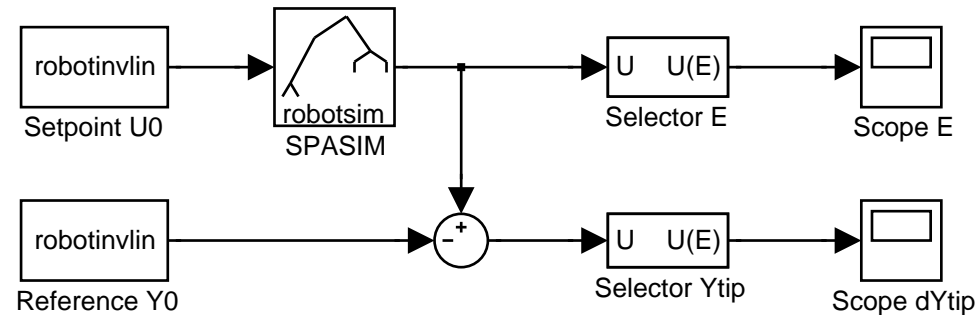 robotinvlin
Setpoint U0
robotsim
SPASIM
U U(E)
Selector E
Scope E
robotinvlin
Reference Y0
+
−
U U(E)
Selector Ytip
Scope dYtip